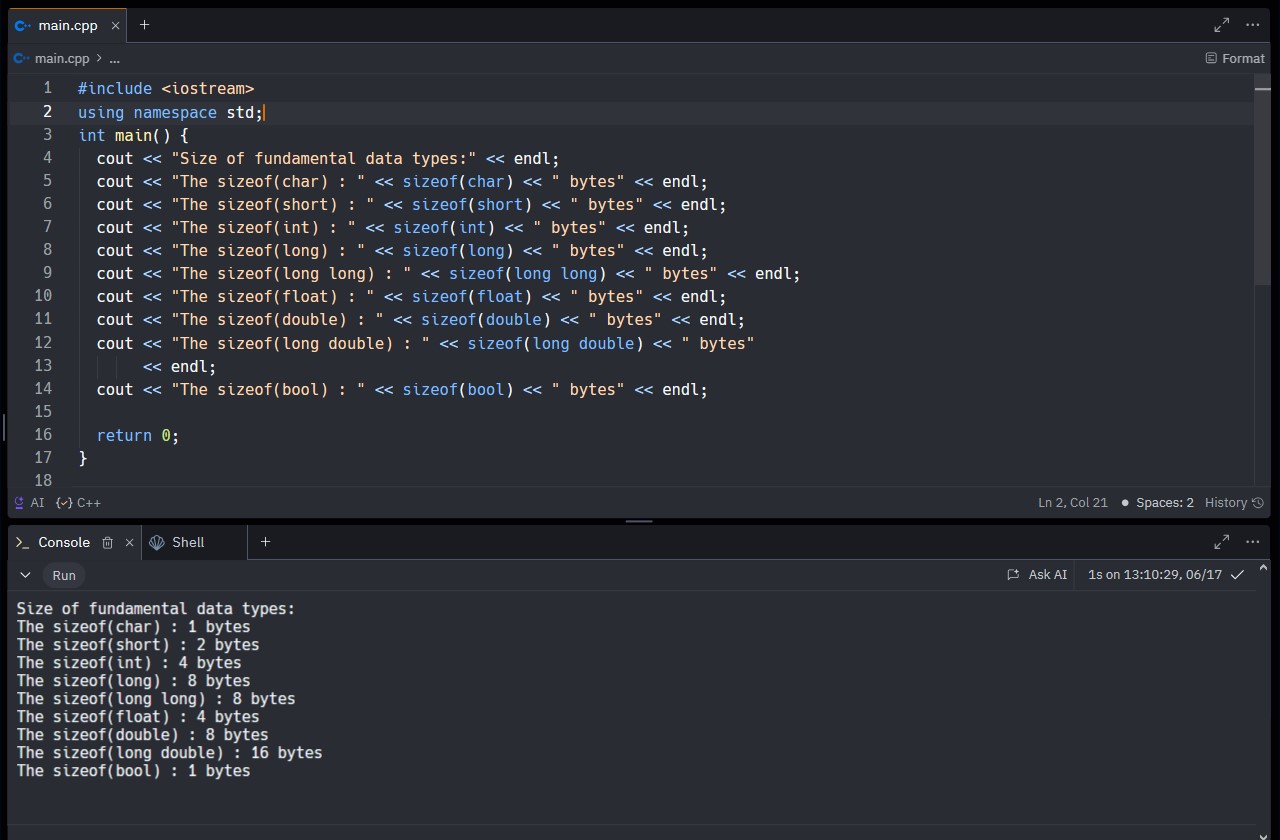 main.cpp
main.cpp > ...
Format
1 #include <iostream>
2 using namespace std;
3 int main() {
4   cout << "Size of fundamental data types:" << endl;
5   cout << "The sizeof(char) : " << sizeof(char) << " bytes" << endl;
6   cout << "The sizeof(short) : " << sizeof(short) << " bytes" << endl;
7   cout << "The sizeof(int) : " << sizeof(int) << " bytes" << endl;
8   cout << "The sizeof(long) : " << sizeof(long) << " bytes" << endl;
9   cout << "The sizeof(long long) : " << sizeof(long long) << " bytes" << endl;
10   cout << "The sizeof(float) : " << sizeof(float) << " bytes" << endl;
11   cout << "The sizeof(double) : " << sizeof(double) << " bytes" << endl;
12   cout << "The sizeof(long double) : " << sizeof(long double) << " bytes"
13        << endl;
14   cout << "The sizeof(bool) : " << sizeof(bool) << " bytes" << endl;
15
16   return 0;
17 }
18
AI {✓} C++ Ln 2, Col 21 ● Spaces: 2 History
Console Shell
Run Ask AI 1s on 13:10:29, 06/17
Size of fundamental data types:
The sizeof(char) : 1 bytes
The sizeof(short) : 2 bytes
The sizeof(int) : 4 bytes
The sizeof(long) : 8 bytes
The sizeof(long long) : 8 bytes
The sizeof(float) : 4 bytes
The sizeof(double) : 8 bytes
The sizeof(long double) : 16 bytes
The sizeof(bool) : 1 bytes